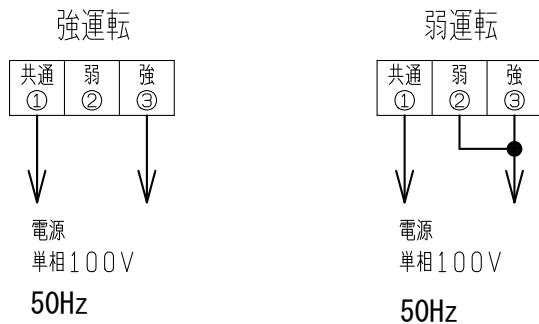 強運転
共通 弱 強
① ② ③
電源
単相100V
50Hz
弱運転
共通 弱 強
① ② ③
電源
単相100V
50Hz